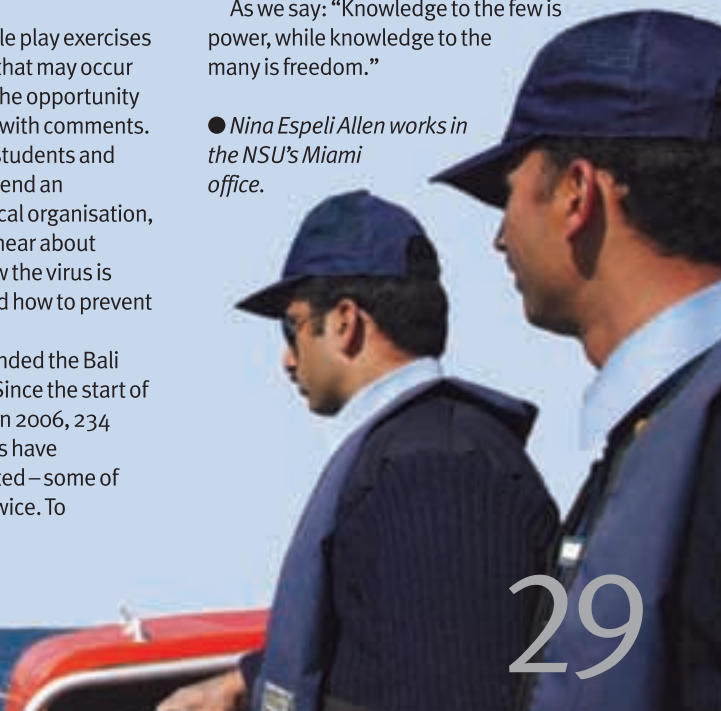 le play exercises
that may occur
he opportunity
with comments.
students and
end an
cal organisation,
hear about
w the virus is
d how to prevent
nded the Bali
Since the start of
n 2006, 234
s have
ted – some of
wice. To
As we say: “Knowledge to the few is
power, while knowledge to the
many is freedom.”
● Nina Espeli Allen works in
the NSU’s Miami
office.
29